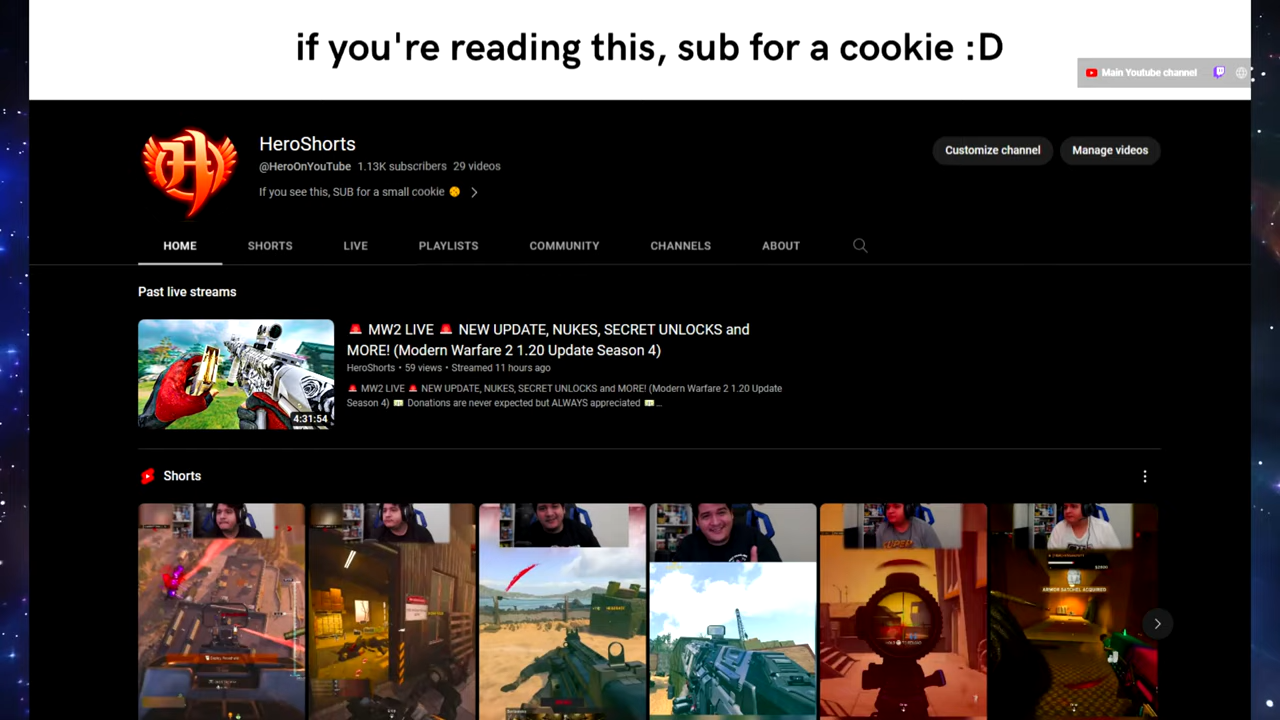 if you're reading this, sub for a cookie :D
Main Youtube channel
HeroShorts
@HeroOnYouTube 1.13K subscribers 29 videos
If you see this, SUB for a small cookie 🍪
Customize channel
Manage videos
HOME SHORTS LIVE PLAYLISTS COMMUNITY CHANNELS ABOUT
Past live streams
🚨 MW2 LIVE 🚨 NEW UPDATE, NUKES, SECRET UNLOCKS and
MORE! (Modern Warfare 2 1.20 Update Season 4)
HeroShorts • 59 views • Streamed 11 hours ago
🚨 MW2 LIVE 🚨 NEW UPDATE, NUKES, SECRET UNLOCKS and MORE! (Modern Warfare 2 1.20 Update
Season 4) 💵 Donations are never expected but ALWAYS appreciated 💵...
4:31:54
Shorts
ARMOR SATCHEL ACQUIRED